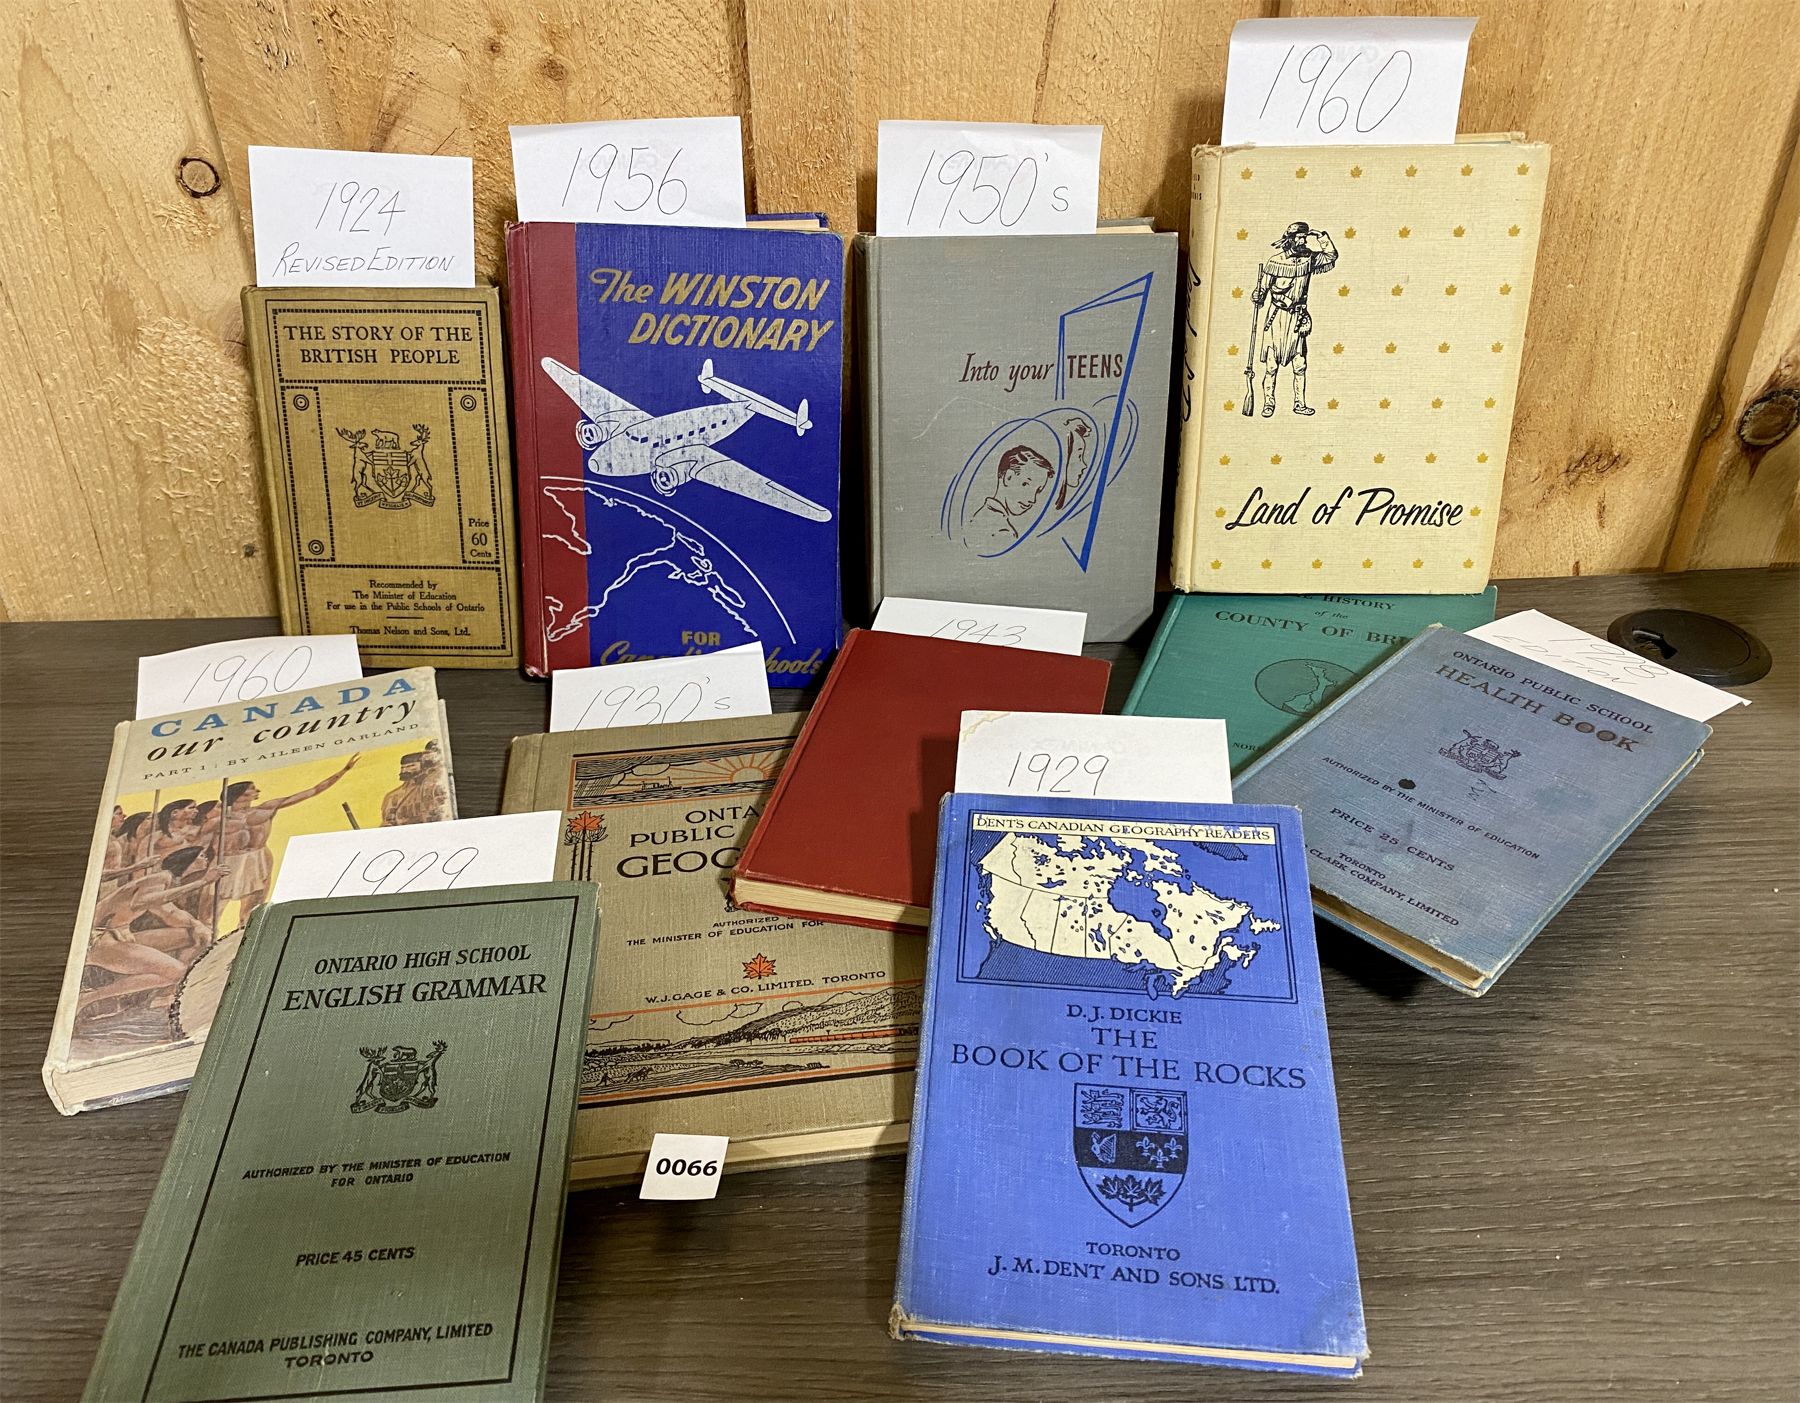 1960
1956
1950's
1924
REVISED EDITION
THE STORY OF THE
BRITISH PEOPLE
Price
60
Cents
Recommended by
The Minister of Education
For use in the Public Schools of Ontario
Thomas Nelson and Sons, Ltd.
The WINSTON
DICTIONARY
FOR
Into your TEENS
Land of Promise
1960
CANADA
our country
PART 1: BY AILEEN GARLAND
1930's
ONTA
PUBLIC
GEOG
AUTHORIZED
THE MINISTER OF EDUCATION FOR
W.J. GAGE & CO., LIMITED. TORONTO
1943
HISTORY
of the
COUNTY OF
EDITION
ONTARIO PUBLIC SCHOOL
HEALTH BOOK
AUTHORIZED BY THE MINISTER OF EDUCATION
PRICE 25 CENTS
TORONTO
CLARK COMPANY, LIMITED
1929
ONTARIO HIGH SCHOOL
ENGLISH GRAMMAR
AUTHORIZED BY THE MINISTER OF EDUCATION
FOR ONTARIO
PRICE 45 CENTS
THE CANADA PUBLISHING COMPANY, LIMITED
TORONTO
0066
1929
DENT'S CANADIAN GEOGRAPHY READERS
D. J. DICKIE
THE
BOOK OF THE ROCKS
TORONTO
J. M. DENT AND SONS LTD.